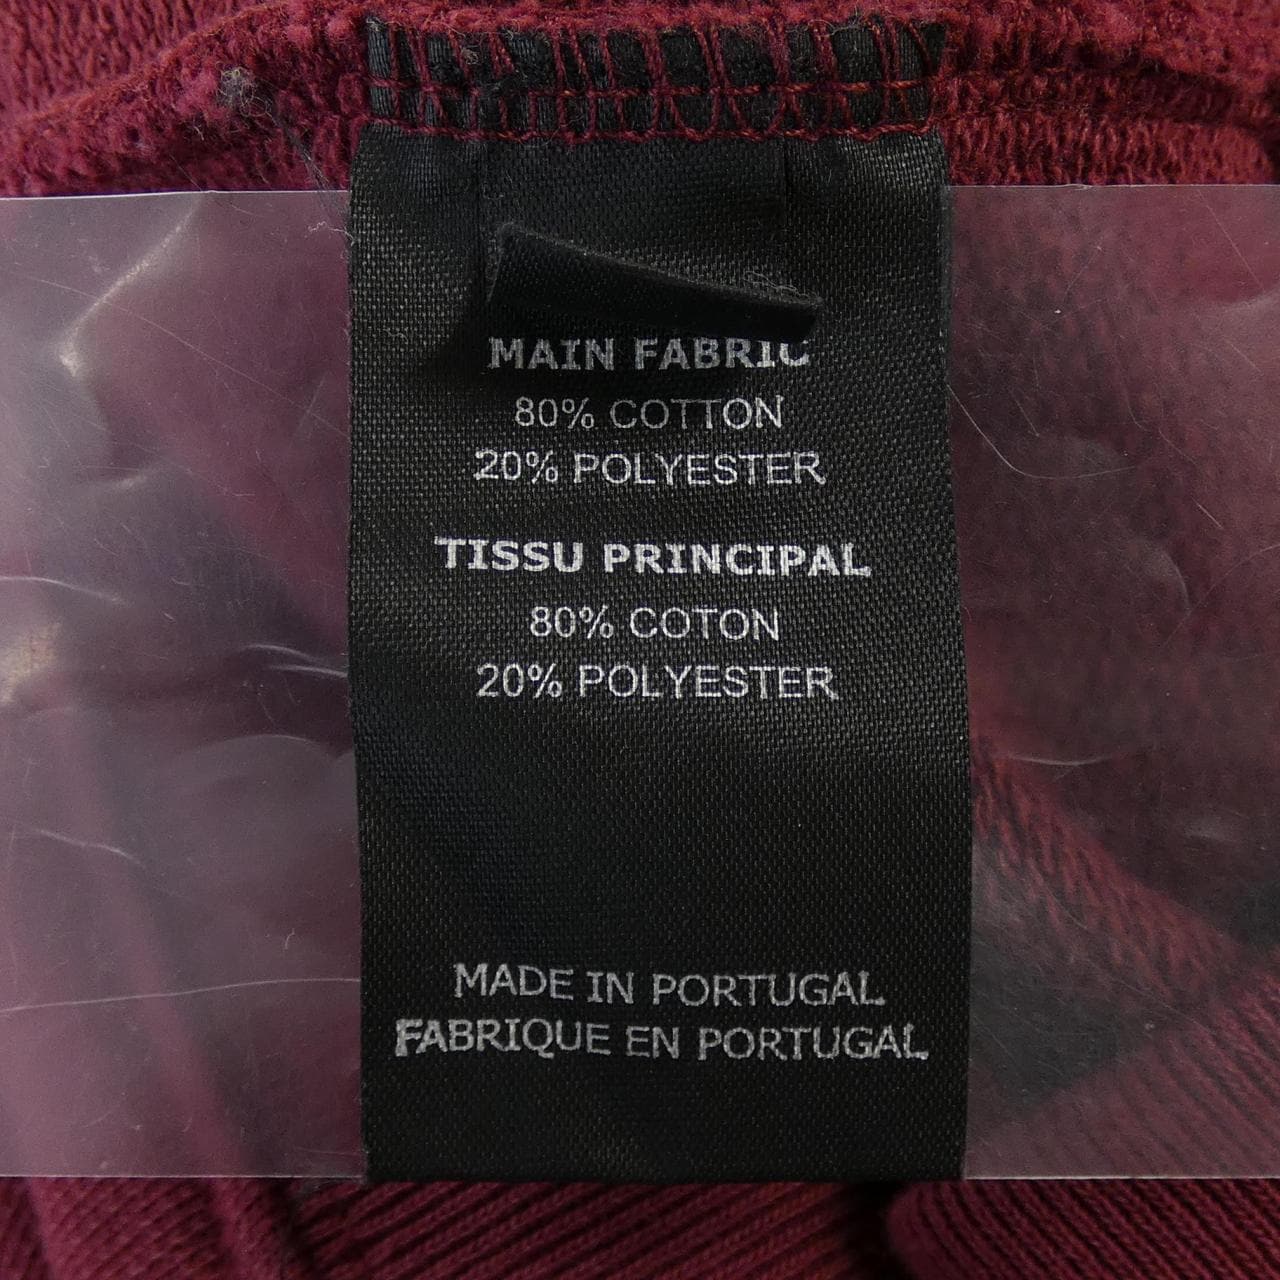 MAIN FABRIC
80% COTTON
20% POLYESTER
TISSU PRINCIPAL
80% COTON
20% POLYESTER
MADE IN PORTUGAL
FABRIQUE EN PORTUGAL